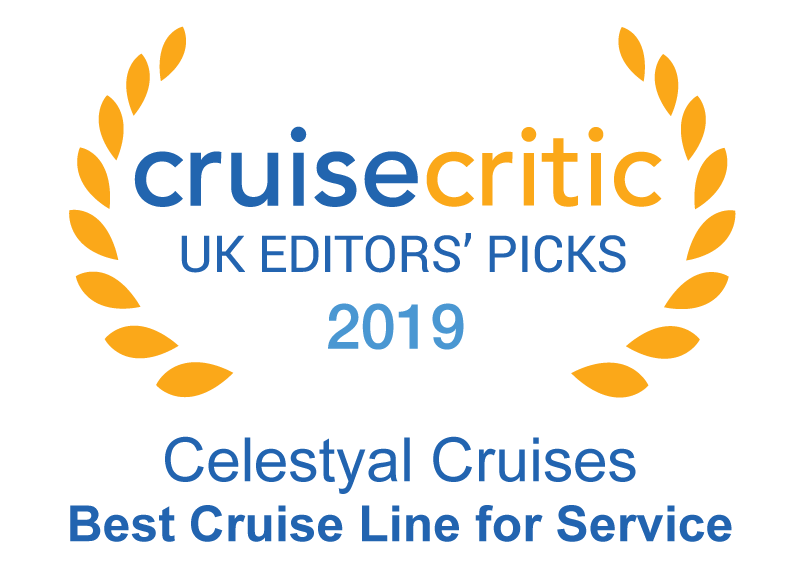 cruisecritic
UK EDITORS’ PICKS
2019
Celestyal Cruises
Best Cruise Line for Service